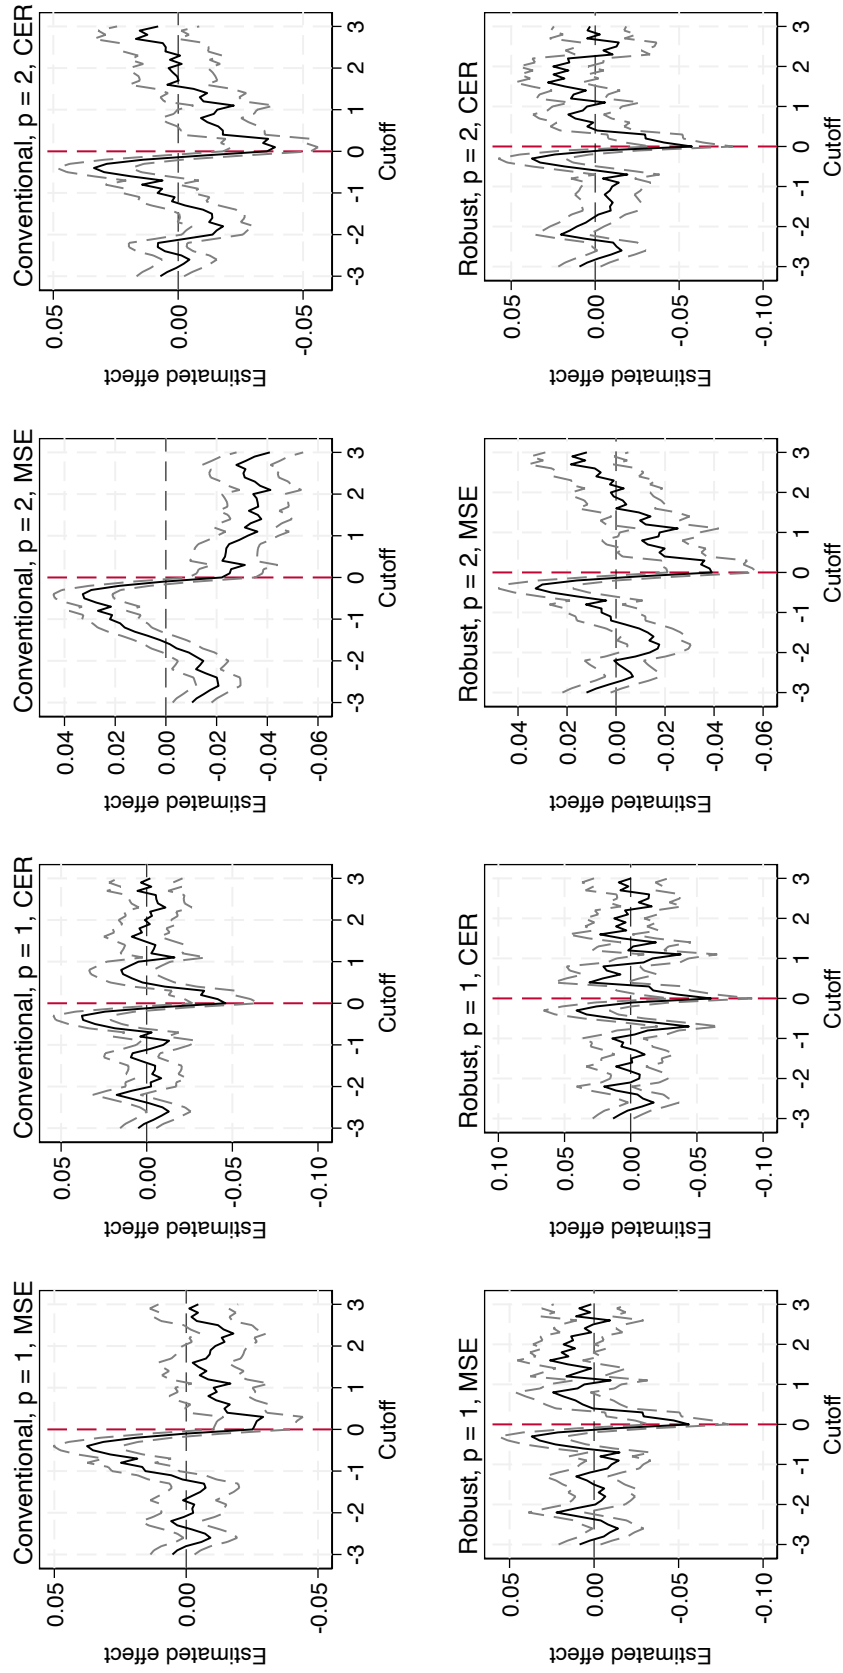 Conventional, p = 1, MSE
Estimated effect
0.05
0.00
-0.05
-3 -2 -1 0 1 2 3
Cutoff
Conventional, p = 1, CER
Estimated effect
0.05
0.00
-0.05
-0.10
-3 -2 -1 0 1 2 3
Cutoff
Conventional, p = 2, MSE
Estimated effect
0.04
0.02
0.00
-0.02
-0.04
-0.06
-3 -2 -1 0 1 2 3
Cutoff
Conventional, p = 2, CER
Estimated effect
0.05
0.00
-0.05
-3 -2 -1 0 1 2 3
Cutoff
Robust, p = 1, MSE
Estimated effect
0.05
0.00
-0.05
-0.10
-3 -2 -1 0 1 2 3
Cutoff
Robust, p = 1, CER
Estimated effect
0.10
0.05
0.00
-0.05
-0.10
-3 -2 -1 0 1 2 3
Cutoff
Robust, p = 2, MSE
Estimated effect
0.04
0.02
0.00
-0.02
-0.04
-0.06
-3 -2 -1 0 1 2 3
Cutoff
Robust, p = 2, CER
Estimated effect
0.05
0.00
-0.05
-0.10
-3 -2 -1 0 1 2 3
Cutoff